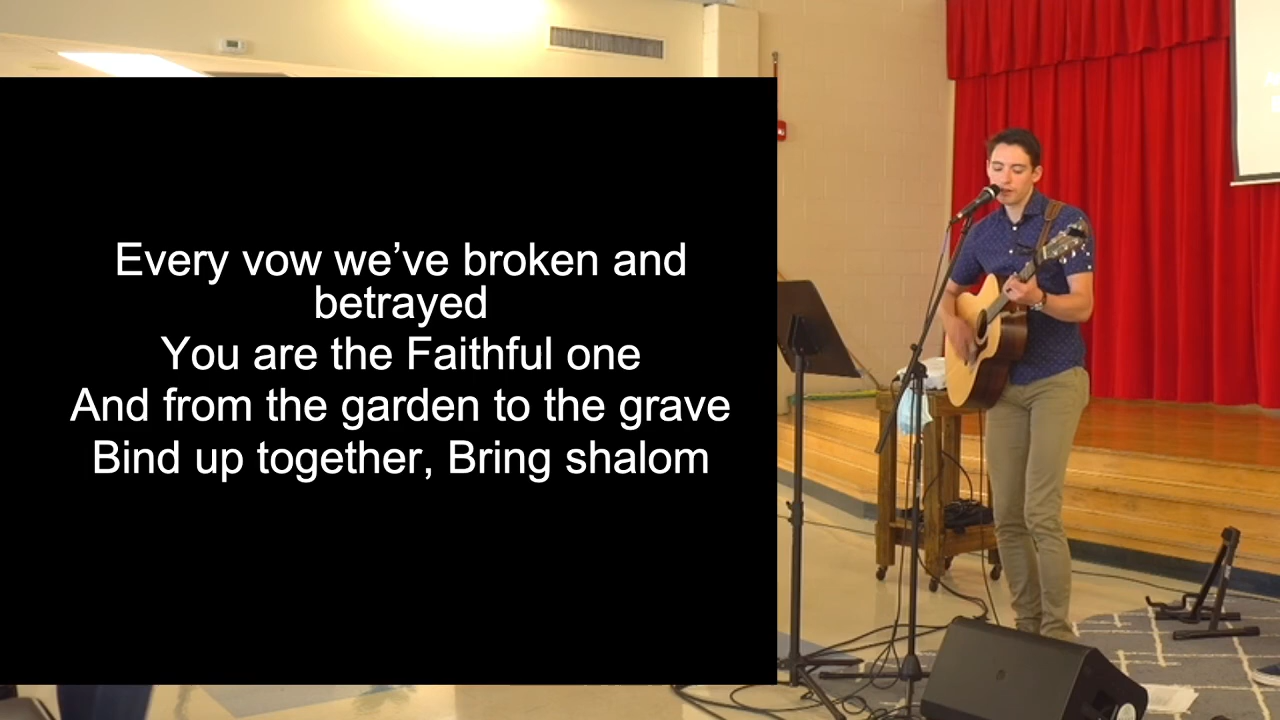 Every vow we’ve broken and
betrayed
You are the Faithful one
And from the garden to the grave
Bind up together, Bring shalom